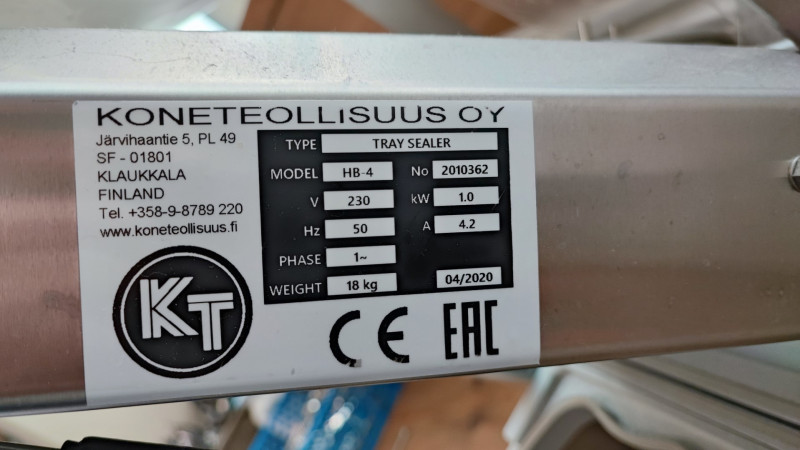 KONETEOLLiSUUS OY
Järvihaantie 5, PL 49
SF - 01801
KLAUKKALA
FINLAND
Tel. +358-9-8789 220
www.koneteollisuus.fi
TYPE TRAY SEALER
MODEL HB-4 No 2010362
V 230 kW 1.0
Hz 50 A 4.2
PHASE 1~
WEIGHT 18 kg 04/2020
KT
CE EAC